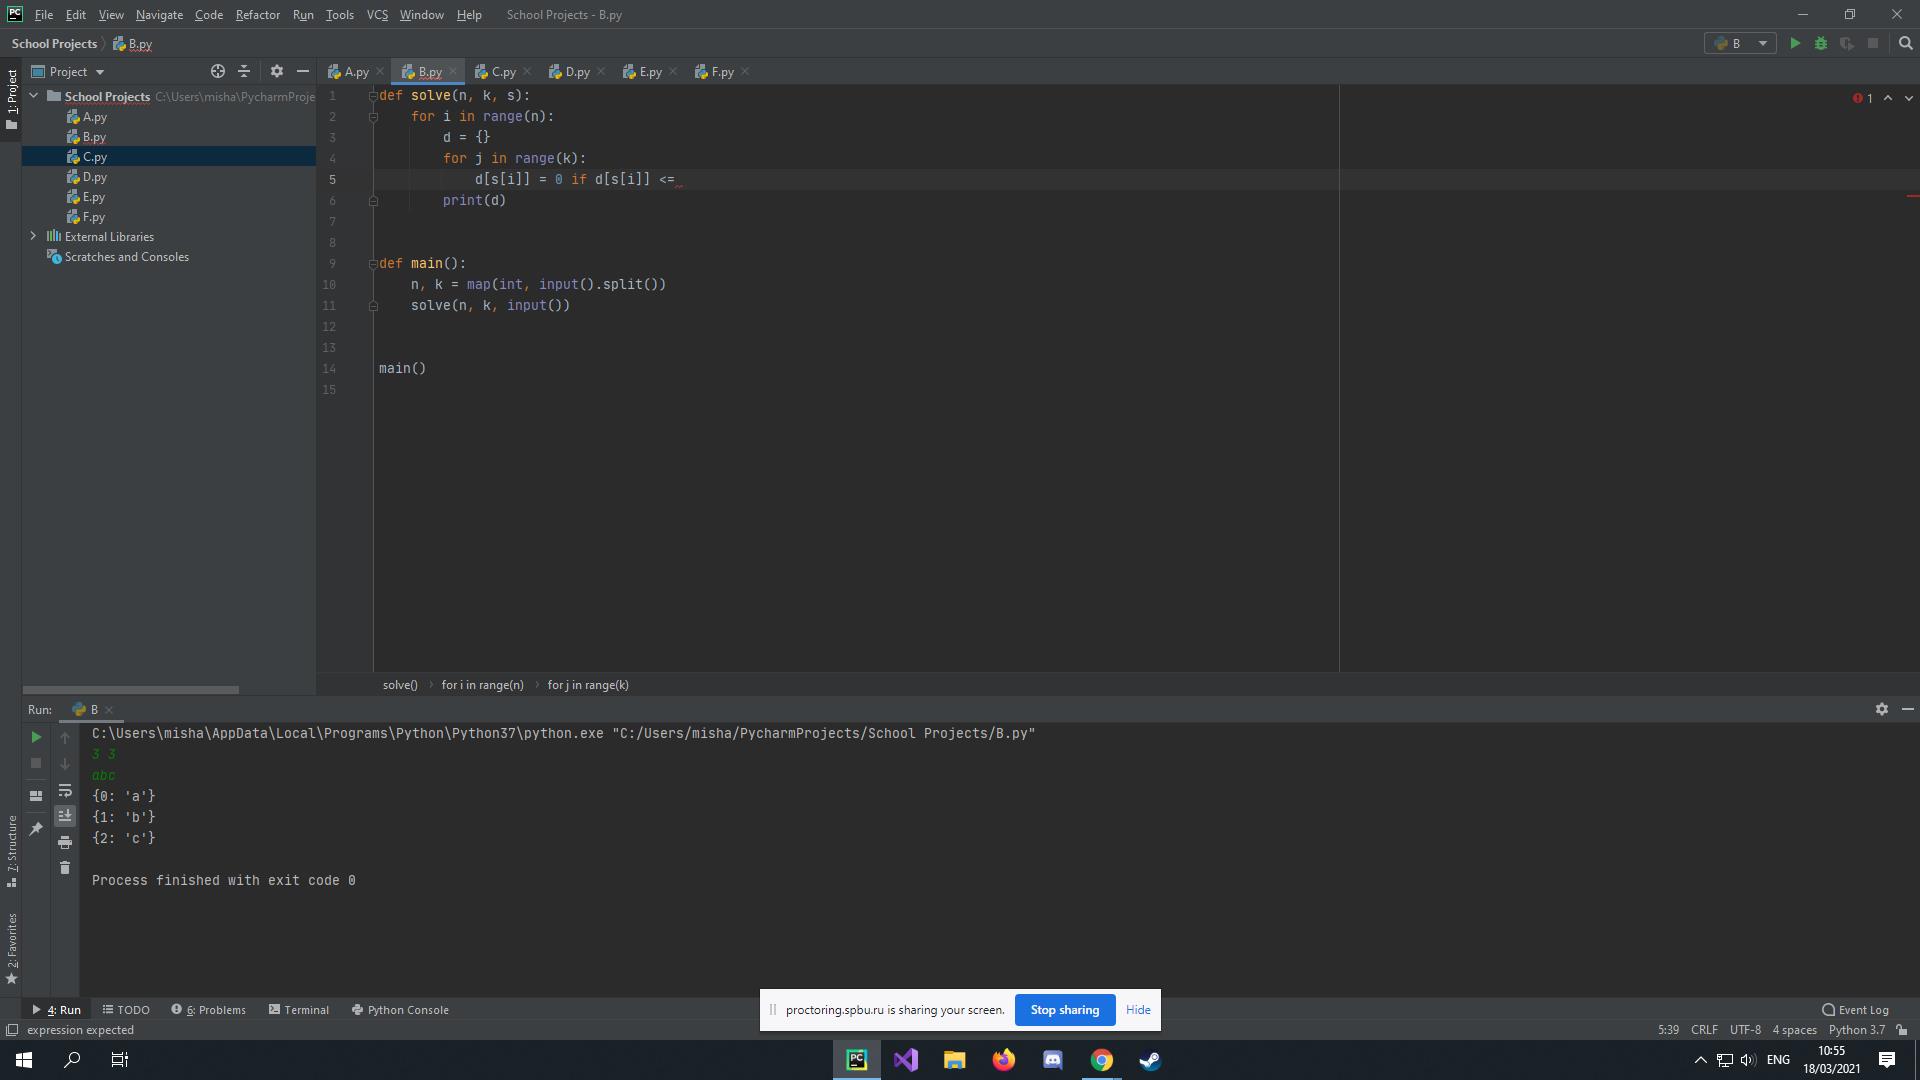 PC File Edit View Navigate Code Refactor Run Tools VCS Window Help School Projects - B.py
School Projects B.py B
1: Project
Project
A.py B.py C.py D.py E.py F.py
School Projects C:\Users\misha\PycharmProje
A.py
B.py
C.py
D.py
E.py
F.py
External Libraries
Scratches and Consoles
1 def solve(n, k, s):
2 for i in range(n):
3 d = {}
4 for j in range(k):
5 d[s[i]] = 0 if d[s[i]] <=
6 print(d)
7
8
9 def main():
10 n, k = map(int, input().split())
11 solve(n, k, input())
12
13
14 main()
15
1
solve() for i in range(n) for j in range(k)
Run: B
C:\Users\misha\AppData\Local\Programs\Python\Python37\python.exe "C:/Users/misha/PycharmProjects/School Projects/B.py"
3 3
abc
{0: 'a'}
{1: 'b'}
{2: 'c'}
Process finished with exit code 0
7: Structure
2: Favorites
proctoring.spbu.ru is sharing your screen. Stop sharing Hide
4: Run TODO 6: Problems Terminal Python Console Event Log
expression expected 5:39 CRLF UTF-8 4 spaces Python 3.7
PC ENG 10:55
18/03/2021